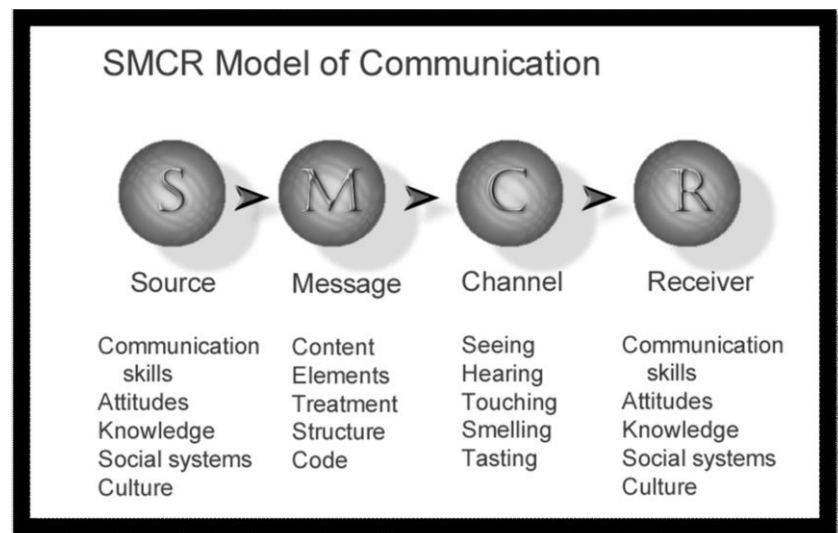 SMCR Model of Communication
S M C R
Source Message Channel Receiver
Communication
skills
Attitudes
Knowledge
Social systems
Culture
Content
Elements
Treatment
Structure
Code
Seeing
Hearing
Touching
Smelling
Tasting
Communication
skills
Attitudes
Knowledge
Social systems
Culture